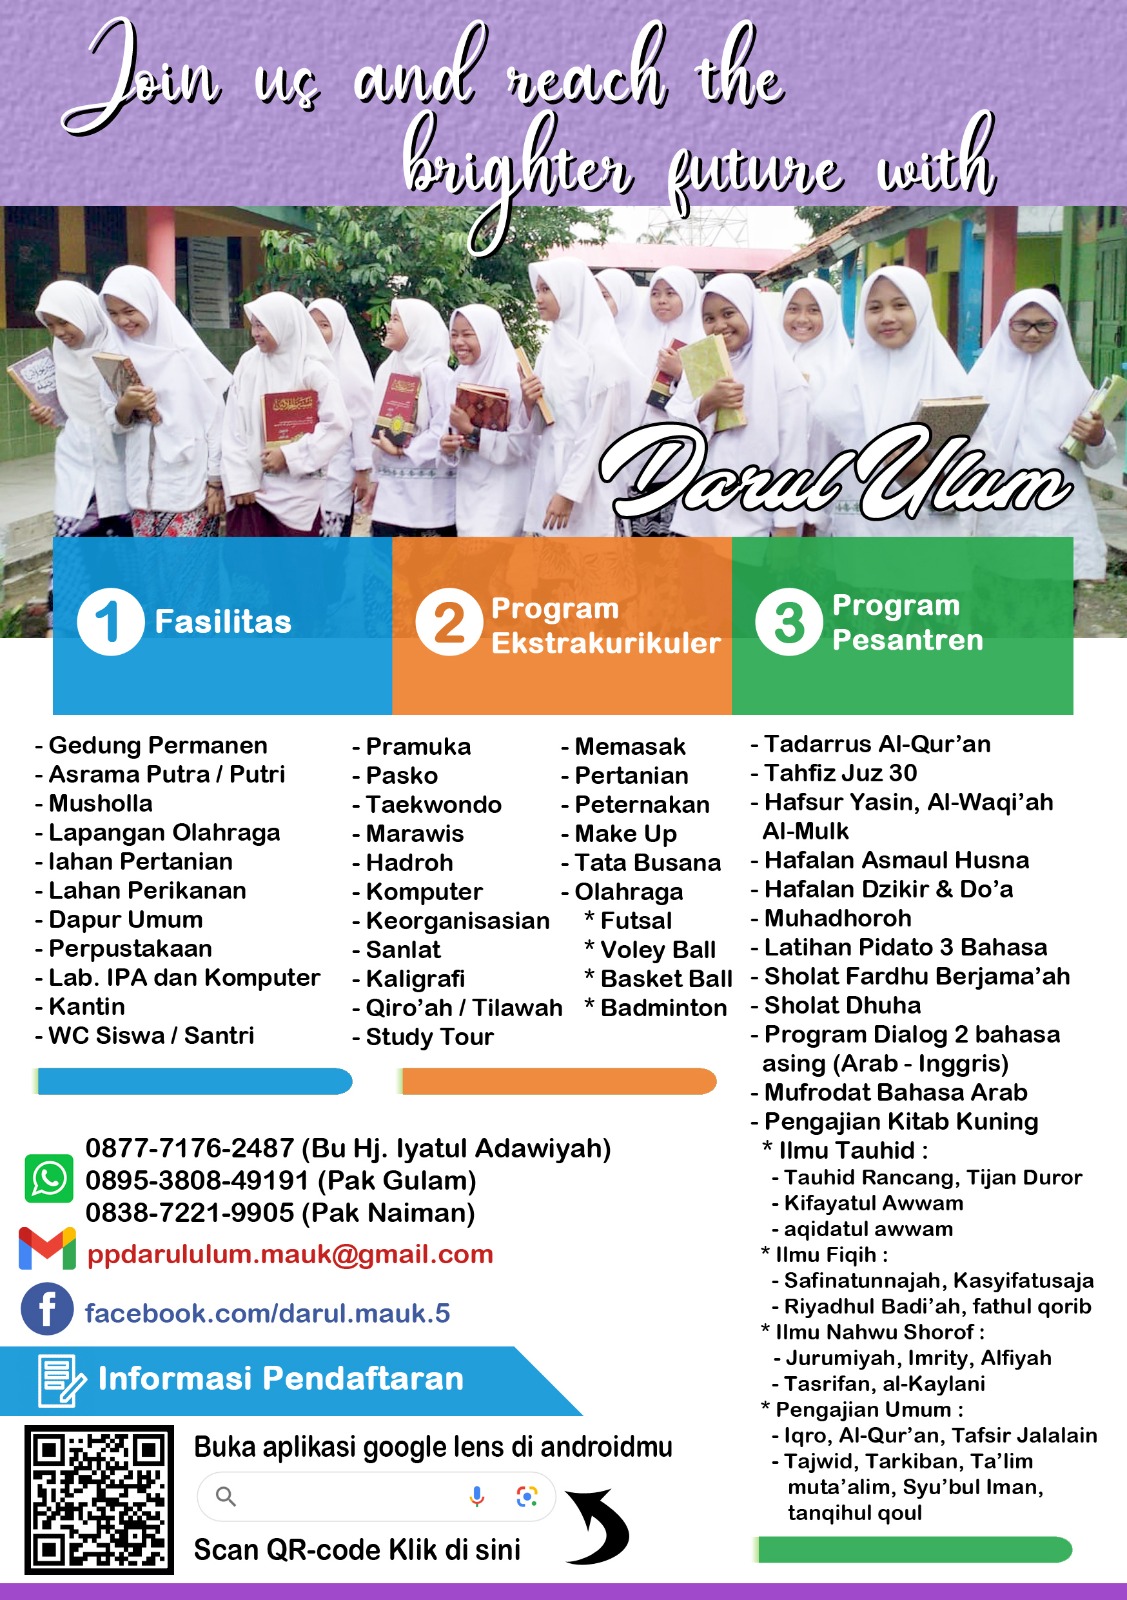 Join us and reach the
brighter future with
Darul Ulum
1 Fasilitas
2 Program
Ekstrakurikuler
3 Program
Pesantren
- Gedung Permanen
- Asrama Putra / Putri
- Musholla
- Lapangan Olahraga
- lahan Pertanian
- Lahan Perikanan
- Dapur Umum
- Perpustakaan
- Lab. IPA dan Komputer
- Kantin
- WC Siswa / Santri
- Pramuka
- Pasko
- Taekwondo
- Marawis
- Hadroh
- Komputer
- Keorganisasian
- Sanlat
- Kaligrafi
- Qiro'ah / Tilawah
- Study Tour
- Memasak
- Pertanian
- Peternakan
- Make Up
- Tata Busana
- Olahraga
* Futsal
* Voley Ball
* Basket Ball
* Badminton
- Tadarrus Al-Qur'an
- Tahfiz Juz 30
- Hafsur Yasin, Al-Waqi'ah
Al-Mulk
- Hafalan Asmaul Husna
- Hafalan Dzikir & Do'a
- Muhadhoroh
- Latihan Pidato 3 Bahasa
- Sholat Fardhu Berjama'ah
- Sholat Dhuha
- Program Dialog 2 bahasa
asing (Arab - Inggris)
- Mufrodat Bahasa Arab
- Pengajian Kitab Kuning
* Ilmu Tauhid :
- Tauhid Rancang, Tijan Duror
- Kifayatul Awwam
- aqidatul awwam
* Ilmu Fiqih :
- Safinatunnajah, Kasyifatusaja
- Riyadhul Badi'ah, fathul qorib
* Ilmu Nahwu Shorof :
- Jurumiyah, Imrity, Alfiyah
- Tasrifan, al-Kaylani
* Pengajian Umum :
- Iqro, Al-Qur'an, Tafsir Jalalain
- Tajwid, Tarkiban, Ta'lim
muta'alim, Syu'bul Iman,
tanqihul qoul
0877-7176-2487 (Bu Hj. Iyatul Adawiyah)
0895-3808-49191 (Pak Gulam)
0838-7221-9905 (Pak Naiman)
ppdarululum.mauk@gmail.com
facebook.com/darul.mauk.5
Informasi Pendaftaran
Buka aplikasi google lens di androidmu
Scan QR-code Klik di sini